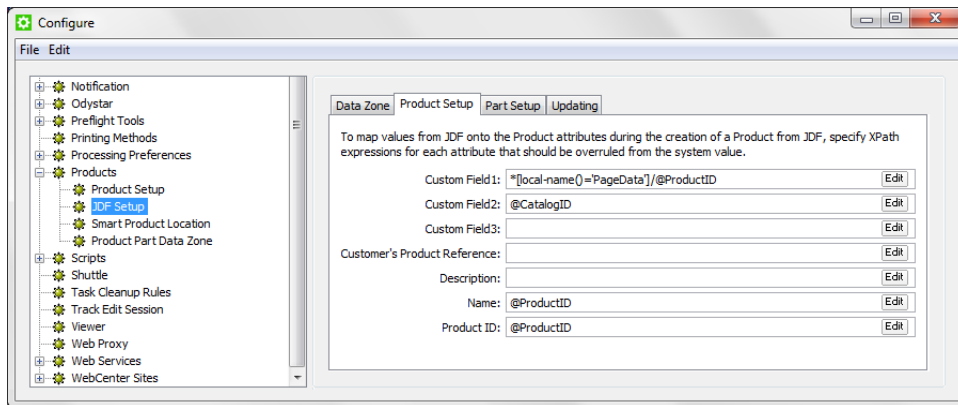 Configure
File Edit
Notification
Odystar
Preflight Tools
Printing Methods
Processing Preferences
Products
Product Setup
JDF Setup
Smart Product Location
Product Part Data Zone
Scripts
Shuttle
Task Cleanup Rules
Track Edit Session
Viewer
Web Proxy
Web Services
WebCenter Sites
Data Zone Product Setup Part Setup Updating
To map values from JDF onto the Product attributes during the creation of a Product from JDF, specify XPath
expressions for each attribute that should be overruled from the system value.
Custom Field1: *[local-name()='PageData']/@ProductID Edit
Custom Field2: @CatalogID Edit
Custom Field3: Edit
Customer's Product Reference: Edit
Description: Edit
Name: @ProductID Edit
Product ID: @ProductID Edit